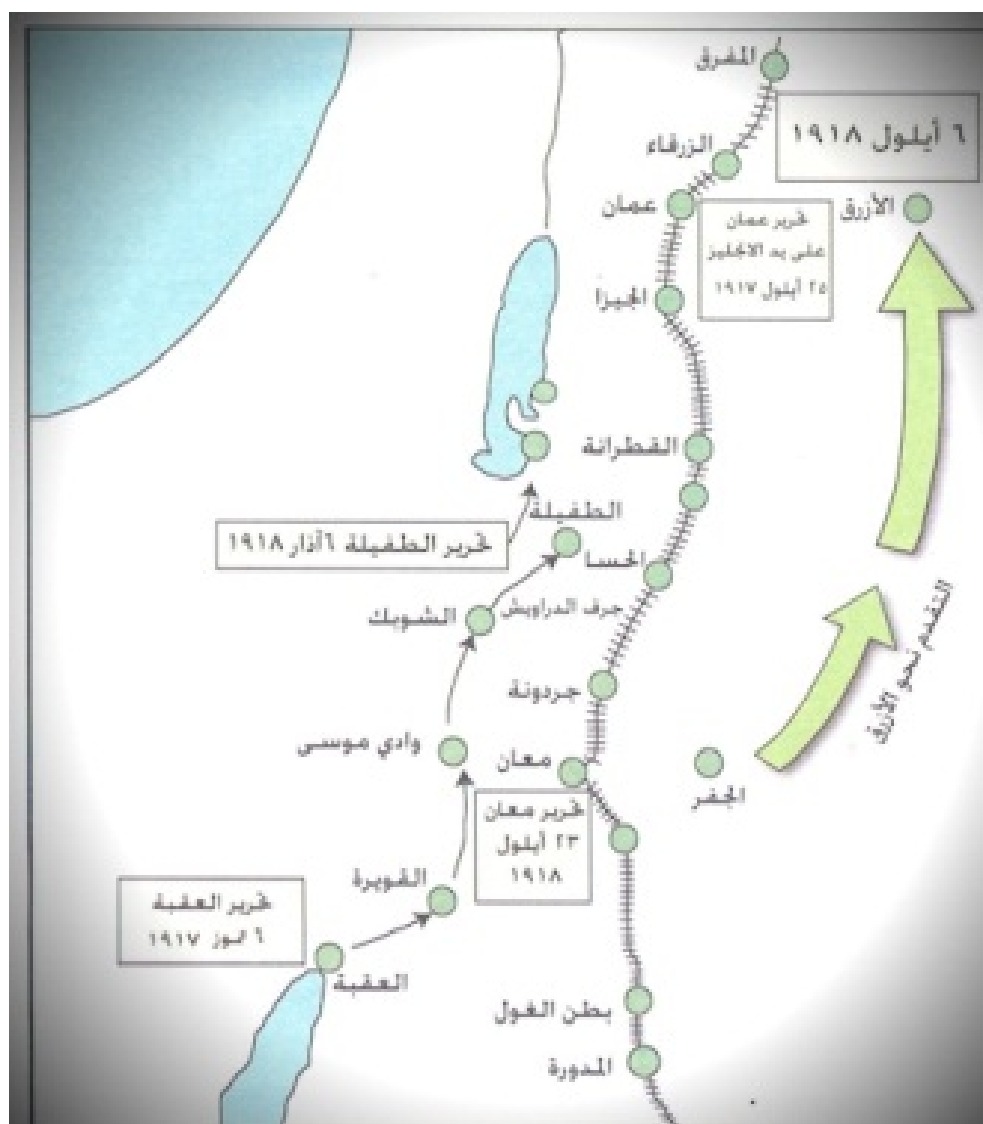 المفرق
٦ أيلول ١٩١٨
الزرقاء
عمان
الأزرق
تحرير عمان
على يد الانجليز
٢٥ أيلول ١٩١٧
الجيزا
القطرانة
الطفيلة
تحرير الطفيلة ٦ آذار ١٩١٨
الحسا
جرف الدراويش
الشوبك
التقدم نحو الأزرق
جردونة
وادي موسى
معان
الجفر
تحرير معان
٢٣ أيلول
١٩١٨
القويرة
تحرير العقبة
٦ تموز ١٩١٧
العقبة
بطن الغول
المدورة